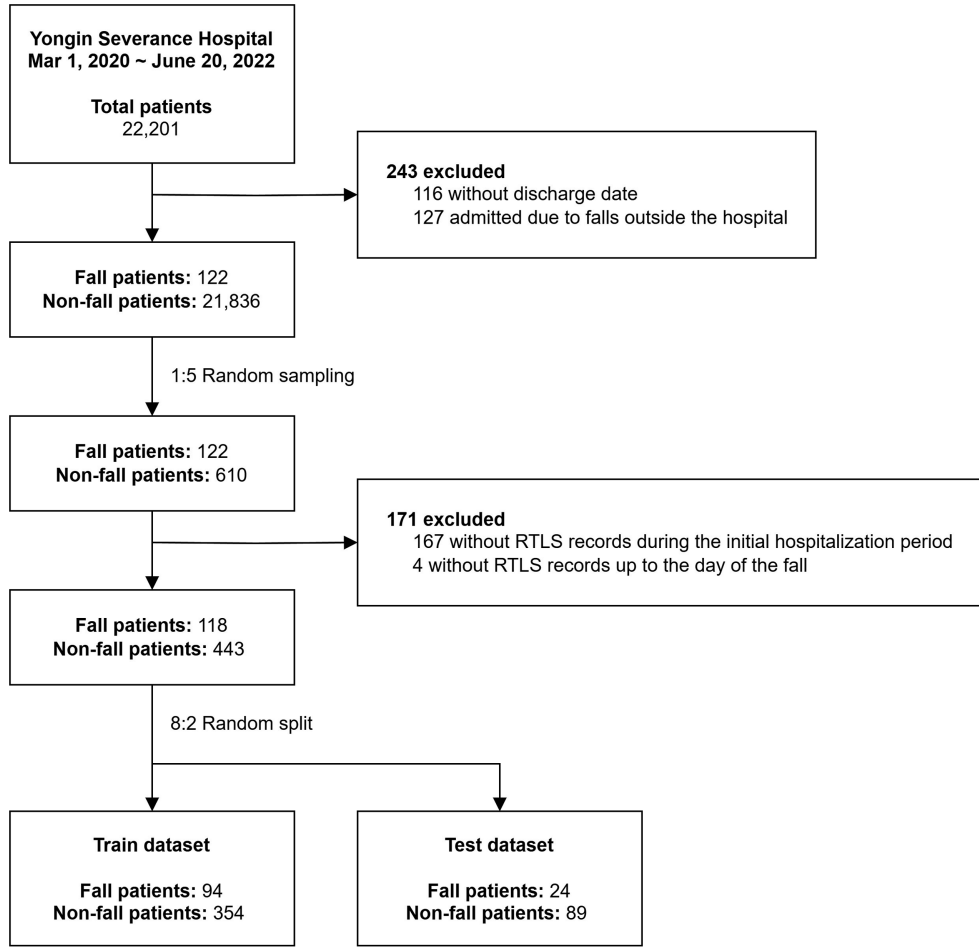 Yongin Severance Hospital
Mar 1, 2020 ~ June 20, 2022
Total patients
22,201
243 excluded
116 without discharge date
127 admitted due to falls outside the hospital
Fall patients: 122
Non-fall patients: 21,836
1:5 Random sampling
Fall patients: 122
Non-fall patients: 610
171 excluded
167 without RTLS records during the initial hospitalization period
4 without RTLS records up to the day of the fall
Fall patients: 118
Non-fall patients: 443
8:2 Random split
Train dataset
Fall patients: 94
Non-fall patients: 354
Test dataset
Fall patients: 24
Non-fall patients: 89